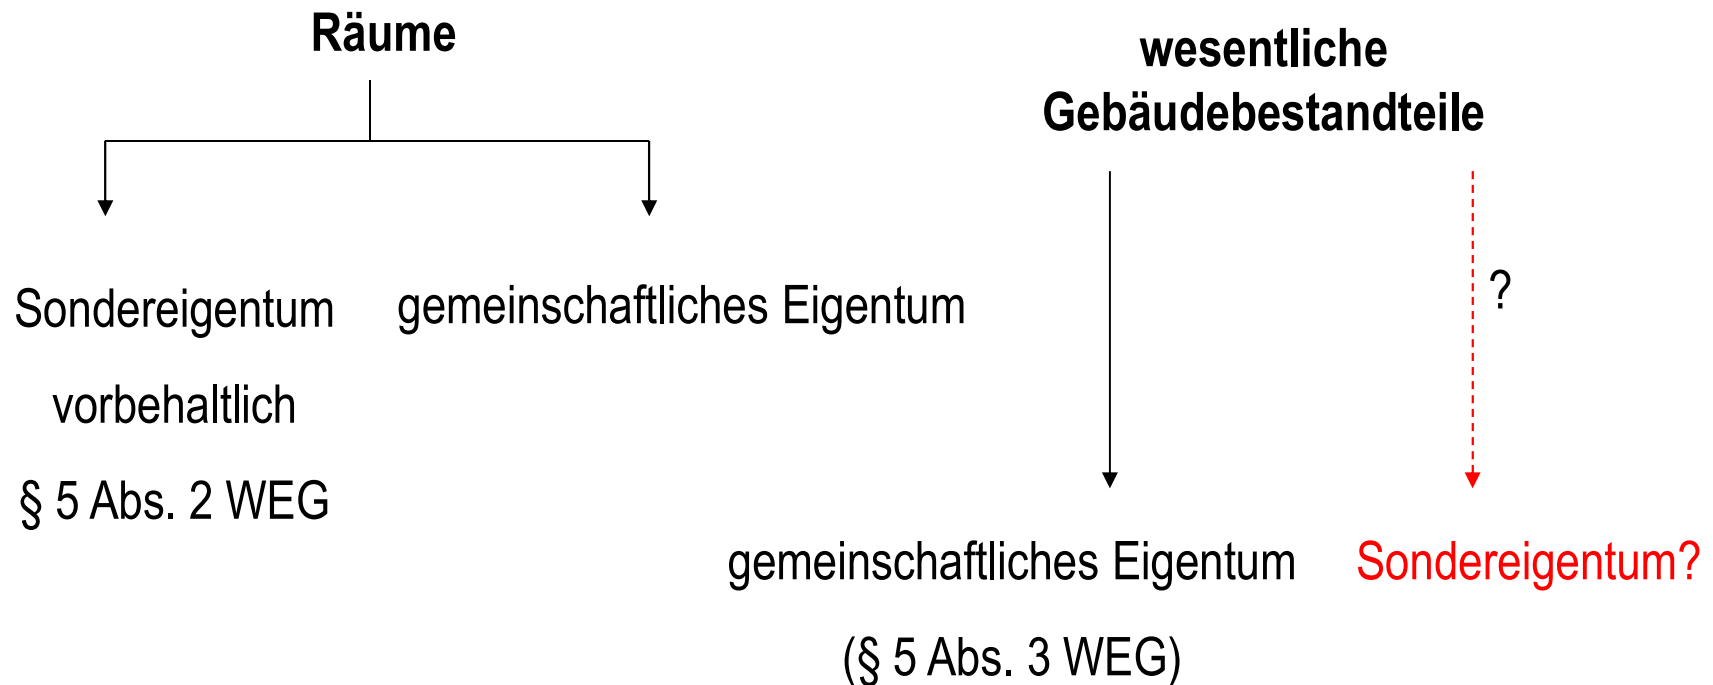 Räume
wesentliche
Gebäudebestandteile
Sondereigentum
gemeinschaftliches Eigentum
?
vorbehaltlich
§ 5 Abs. 2 WEG
gemeinschaftliches Eigentum
Sondereigentum?
(§ 5 Abs. 3 WEG)